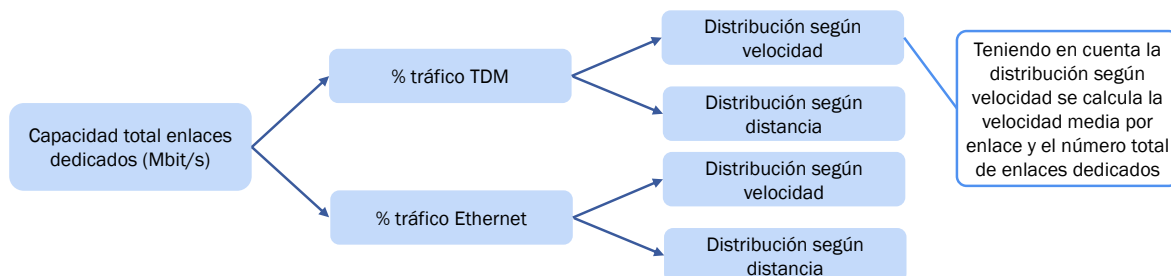 Capacidad total enlaces
dedicados (Mbit/s)
% tráfico TDM
% tráfico Ethernet
Distribución según
velocidad
Distribución según
distancia
Distribución según
velocidad
Distribución según
distancia
Teniendo en cuenta la
distribución según
velocidad se calcula la
velocidad media por
enlace y el número total
de enlaces dedicados